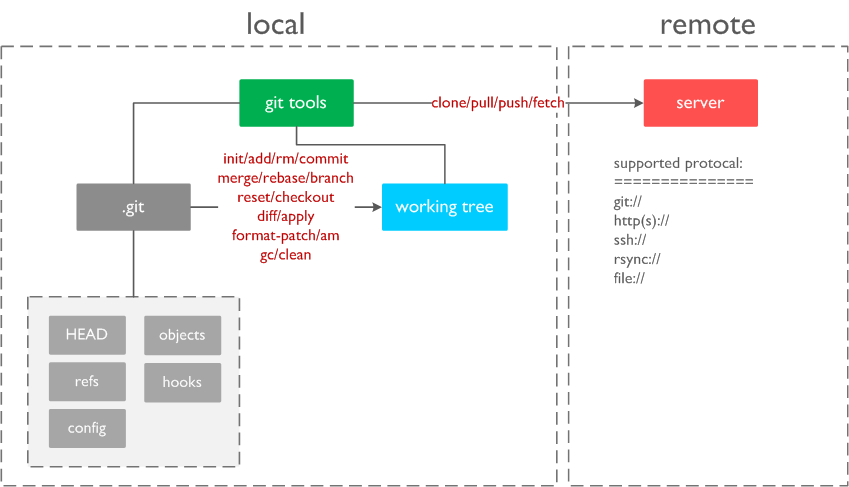 local
remote
git tools
clone/pull/push/fetch
server
init/add/rm/commit
merge/rebase/branch
reset/checkout
diff/apply
format-patch/am
gc/clean
.git
working tree
supported protocal:
===============
git://
http(s)://
ssh://
rsync://
file://
HEAD
objects
refs
hooks
config